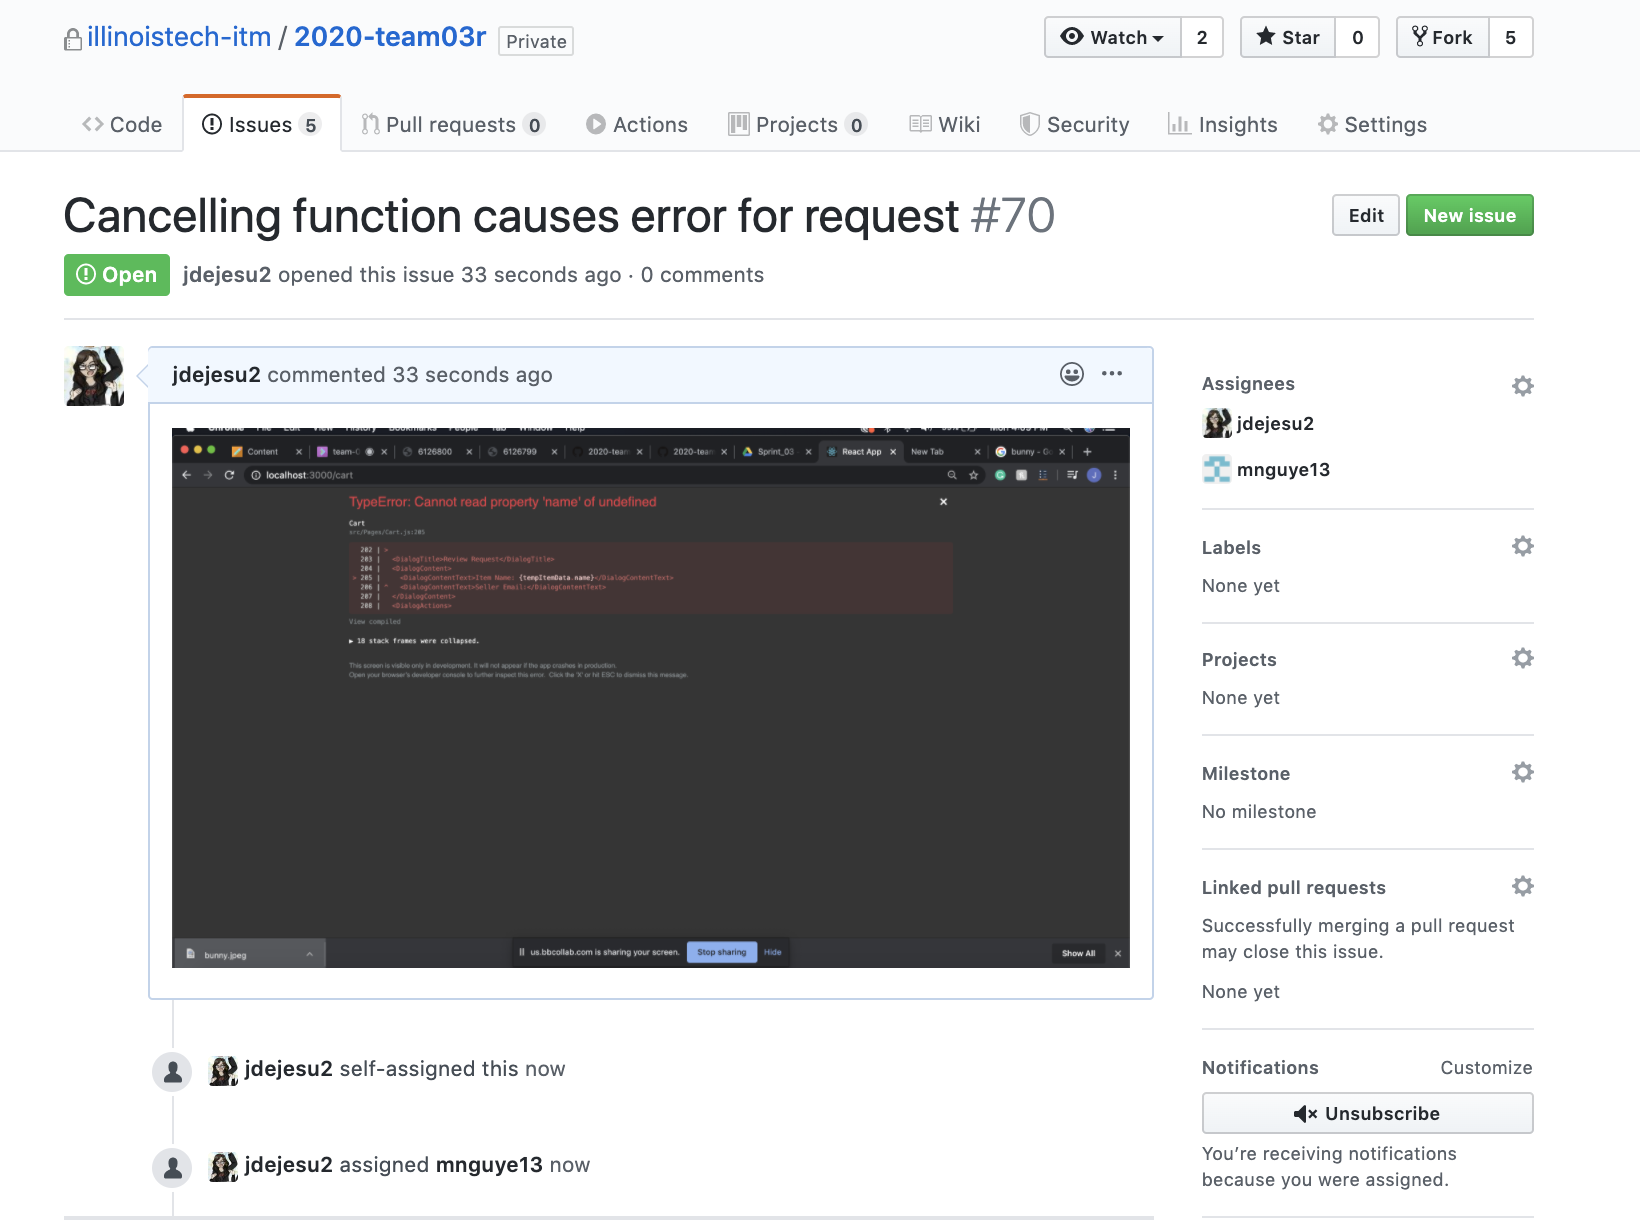 illinoistech-itm / 2020-team03r Private
Watch 2 Star 0 Fork 5
Code Issues 5 Pull requests 0 Actions Projects 0 Wiki Security Insights Settings
Cancelling function causes error for request #70
Edit New issue
Open jdejesu2 opened this issue 33 seconds ago · 0 comments
jdejesu2 commented 33 seconds ago
Content team- 6126800 6126799 2020-team 2020-team Sprint_03 React App New Tab bunny - Go
localhost:3000/cart
TypeError: Cannot read property 'name' of undefined
Cart
src/Pages/Cart.js:205
202 | >
203 | <DialogTitle>Review Request</DialogTitle>
204 | <DialogContent>
> 205 | <DialogContentText>Item Name: {tempItemData.name}</DialogContentText>
206 | ^ <DialogContentText>Seller Email:</DialogContentText>
207 | </DialogContent>
208 | <DialogActions>
View compiled
▶ 18 stack frames were collapsed.
This screen is visible only in development. It will not appear if the app crashes in production.
Open your browser's developer console to further inspect this error. Click the 'X' or hit ESC to dismiss this message.
bunny.jpeg
us.bbcollab.com is sharing your screen. Stop sharing Hide
Show All
jdejesu2 self-assigned this now
jdejesu2 assigned mnguye13 now
Assignees
jdejesu2
mnguye13
Labels
None yet
Projects
None yet
Milestone
No milestone
Linked pull requests
Successfully merging a pull request
may close this issue.
None yet
Notifications Customize
Unsubscribe
You're receiving notifications
because you were assigned.